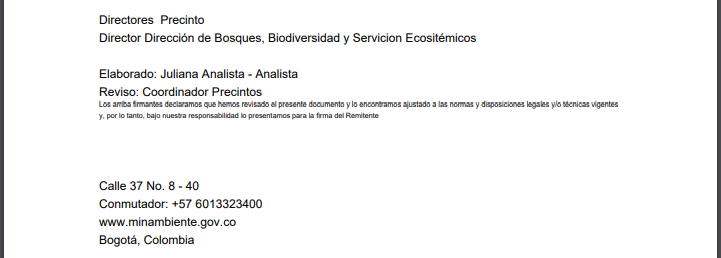 Directores  Precinto
Director Dirección de Bosques, Biodiversidad y Servicion Ecositémicos
Elaborado: Juliana Analista - Analista
Reviso: Coordinador Precintos
Los arriba firmantes declaramos que hemos revisado el presente documento y lo encontramos ajustado a las normas y disposiciones legales y/o técnicas vigentes
y, por lo tanto, bajo nuestra responsabilidad lo presentamos para la firma del Remitente
Calle 37 No. 8 - 40
Conmutador: +57 6013323400
www.minambiente.gov.co
Bogotá, Colombia